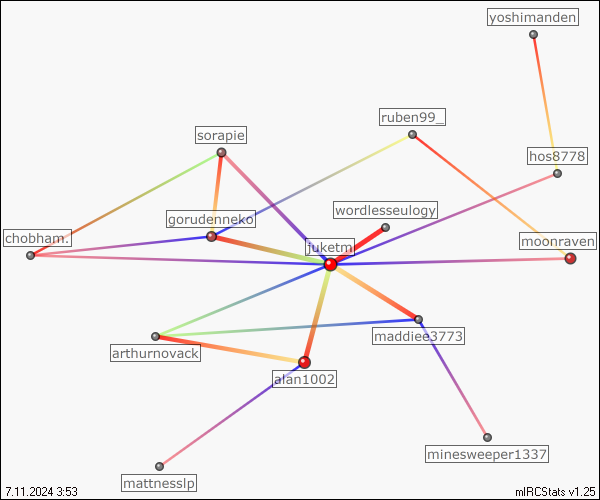 yoshimanden
ruben99_
sorapie
hos8778
wordlesseulogy
gorudenneko
chobham.
juketm
moonraven
maddiee3773
arthurnovack
alan1002
minesweeper1337
mattnesslp
7.11.2024 3:53
mIRCStats v1.25